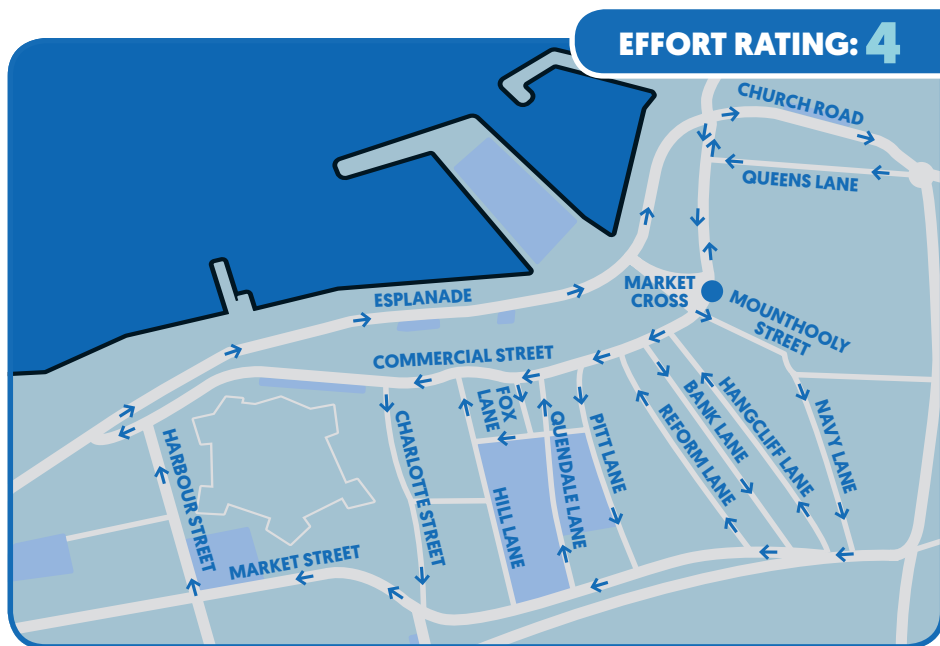 EFFORT RATING: 4
CHURCH ROAD
QUEENS LANE
ESPLANADE
MARKET
CROSS
MOUNTHOOLY
STREET
COMMERCIAL STREET
FOX
LANE
CHARLOTTE STREET
QUENDALE LANE
PITT LANE
REFORM LANE
BANK LANE
HANGCLIFF LANE
NAVY LANE
HARBOUR STREET
HILL LANE
MARKET STREET